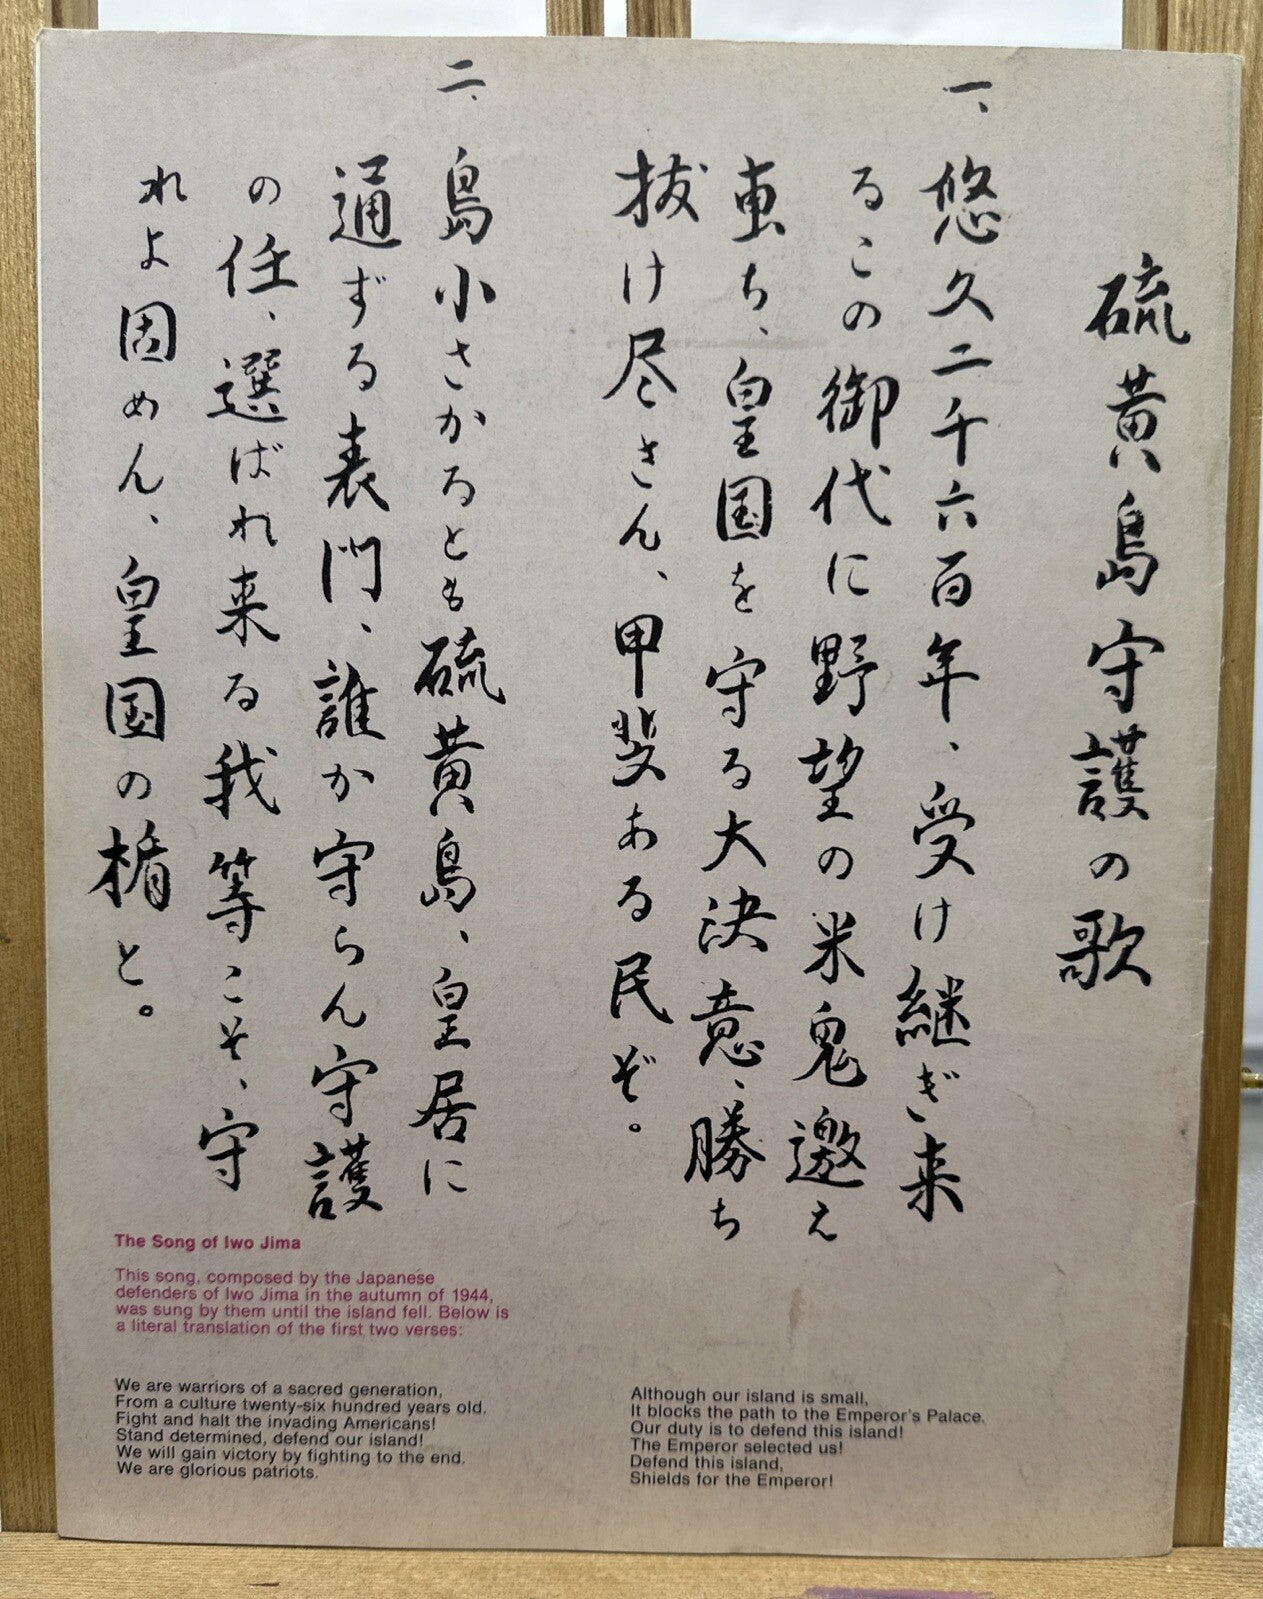 硫黄島守護の歌
一、悠久二千六百年、受け継ぎ来
るこの御代に野望の米鬼邀え
ち、皇国を守る大決意、勝ち
抜け尽さん、甲斐ある民ぞ。
二、島小さかるとも硫黄島、皇居に
通ずる表門、誰か守らん守護
の任、選ばれ来る我等こそ、守
れよ固めん、皇国の楯と。
The Song of Iwo Jima
This song, composed by the Japanese
defenders of Iwo Jima in the autumn of 1944,
was sung by them until the island fell. Below is
a literal translation of the first two verses:
We are warriors of a sacred generation,
From a culture twenty-six hundred years old.
Fight and halt the invading Americans!
Stand determined, defend our island!
We will gain victory by fighting to the end.
We are glorious patriots.
Although our island is small,
It blocks the path to the Emperor's Palace.
Our duty is to defend this island!
The Emperor selected us!
Defend this island,
Shields for the Emperor!